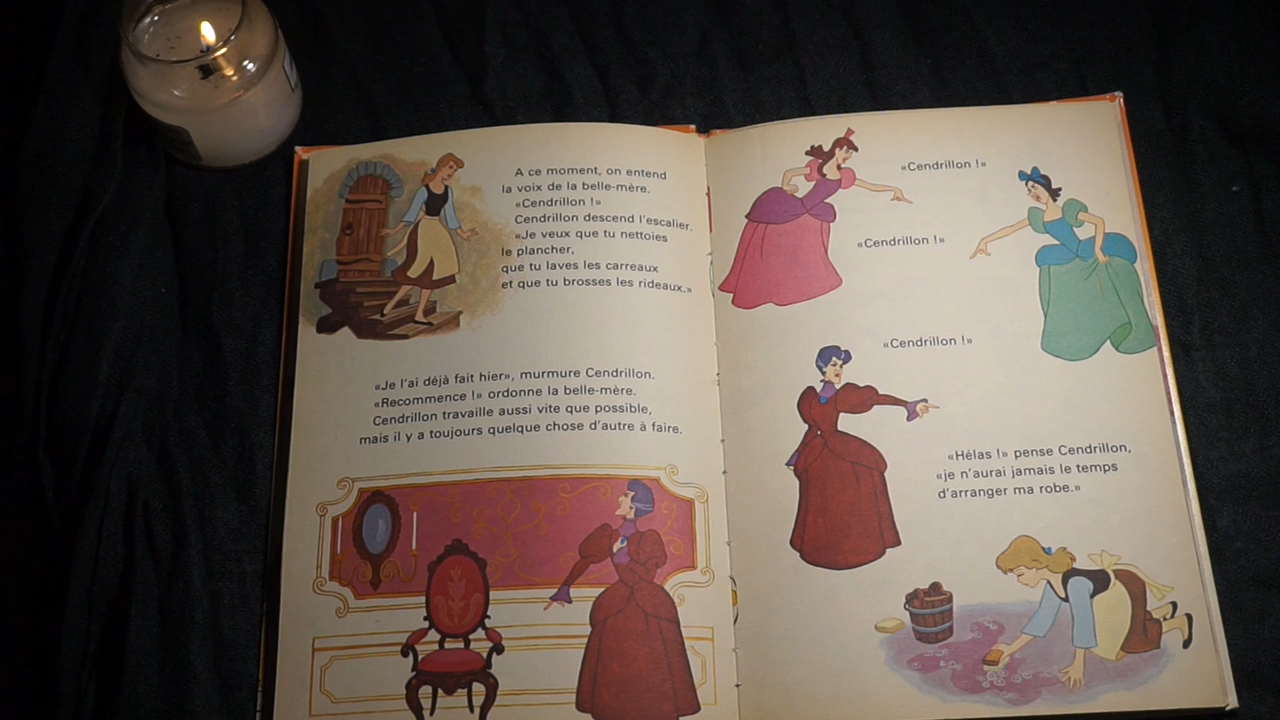 A ce moment, on entend
la voix de la belle-mère.
«Cendrillon !»
Cendrillon descend l'escalier.
«Je veux que tu nettoies
le plancher,
que tu laves les carreaux
et que tu brosses les rideaux.»
«Je l'ai déjà fait hier», murmure Cendrillon.
«Recommence !» ordonne la belle-mère.
Cendrillon travaille aussi vite que possible,
mais il y a toujours quelque chose d'autre à faire.
«Cendrillon !»
«Cendrillon !»
«Cendrillon !»
«Hélas !» pense Cendrillon,
«je n'aurai jamais le temps
d'arranger ma robe.»